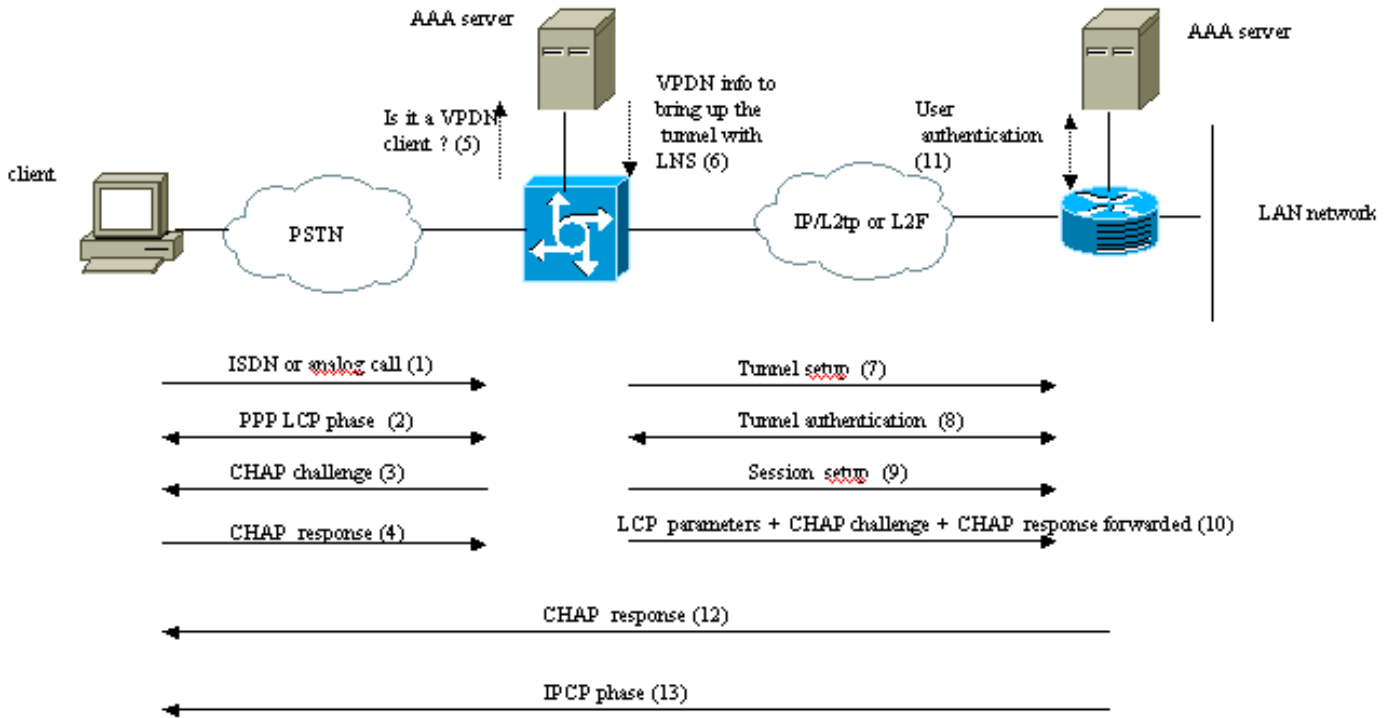 AAA server
AAA server
VPDN info to
bring up the
tunnel with
LNS (6)
Is it a VPDN
client ? (5)
User
authentication
(11)
client
PSTN
IP/L2tp or L2F
LAN network
ISDN or analog call (1)
Tunnel setup (7)
PPP LCP phase (2)
Tunnel authentication (8)
CHAP challenge (3)
Session setup (9)
CHAP response (4)
LCP parameters + CHAP challenge + CHAP response forwarded (10)
CHAP response (12)
IPCP phase (13)